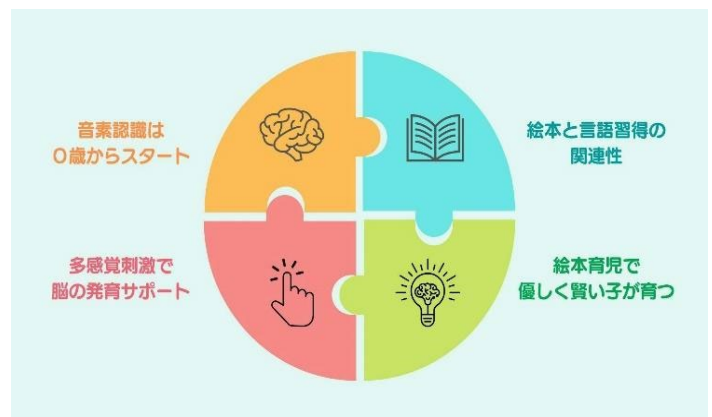 音素認識は
０歳からスタート
絵本と言語習得の
関連性
多感覚刺激で
脳の発育サポート
絵本育児で
優しく賢い子が育つ